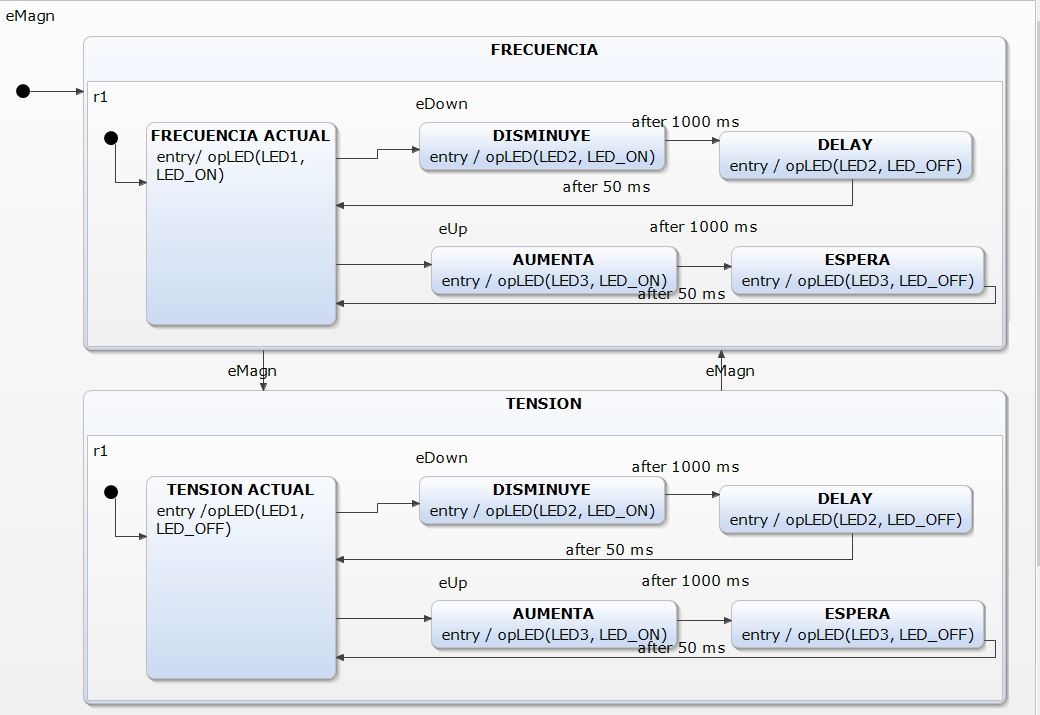 eMagn
FRECUENCIA
r1
eDown
FRECUENCIA ACTUAL
entry/ opLED(LED1,
LED_ON)
DISMINUYE
entry / opLED(LED2, LED_ON)
after 1000 ms
DELAY
entry / opLED(LED2, LED_OFF)
after 50 ms
eUp
after 1000 ms
AUMENTA
entry / opLED(LED3, LED_ON)
ESPERA
entry / opLED(LED3, LED_OFF)
after 50 ms
eMagn
eMagn
TENSION
r1
eDown
TENSION ACTUAL
entry /opLED(LED1,
LED_OFF)
DISMINUYE
entry / opLED(LED2, LED_ON)
after 1000 ms
DELAY
entry / opLED(LED2, LED_OFF)
after 50 ms
eUp
after 1000 ms
AUMENTA
entry / opLED(LED3, LED_ON)
ESPERA
entry / opLED(LED3, LED_OFF)
after 50 ms